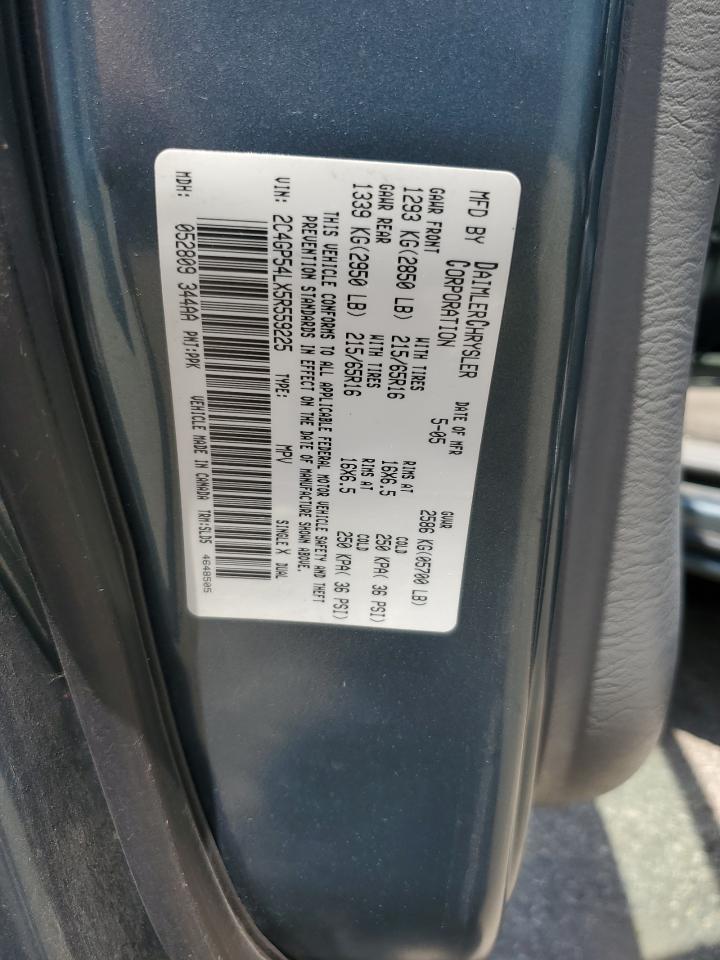 MFD BY DAIMLERCHRYSLER CORPORATION
DATE OF MFR 5-05
GVWR 2586 KG(05700 LB)
GAWR FRONT WITH TIRES RIMS AT COLD
1293 KG(2850 LB) 215/65R16 16X6.5 250 KPA( 36 PSI)
GAWR REAR WITH TIRES RIMS AT COLD
1339 KG(2950 LB) 215/65R16 16X6.5 250 KPA( 36 PSI)
THIS VEHICLE CONFORMS TO ALL APPLICABLE FEDERAL MOTOR VEHICLE SAFETY AND THEFT
PREVENTION STANDARDS IN EFFECT ON THE DATE OF MANUFACTURE SHOWN ABOVE.
VIN: 2C4GP54LX5R559225 TYPE: MPV SINGLE X DUAL
MDH: 052809 344AA PNT:PPK VEHICLE MADE IN CANADA TRM:SLD5 4648505